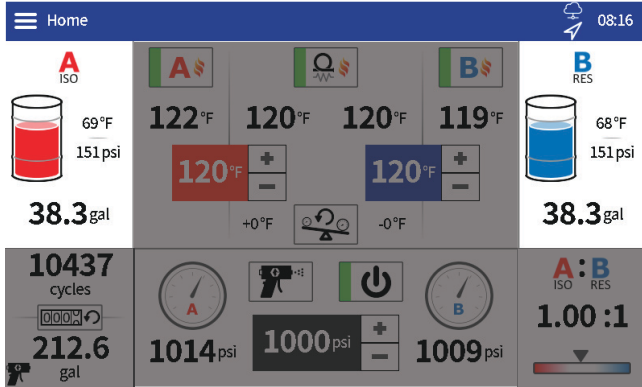 Home
08:16
A
ISO
69°F
151 psi
38.3 gal
A
B
122°F
120°F
120°F
119°F
120°F
+
−
120°F
+
−
+0°F
-0°F
B
RES
68°F
151 psi
38.3 gal
10437
cycles
000
212.6
gal
A
1014 psi
1000 psi
+
−
B
1009 psi
A:B
ISO RES
1.00 :1